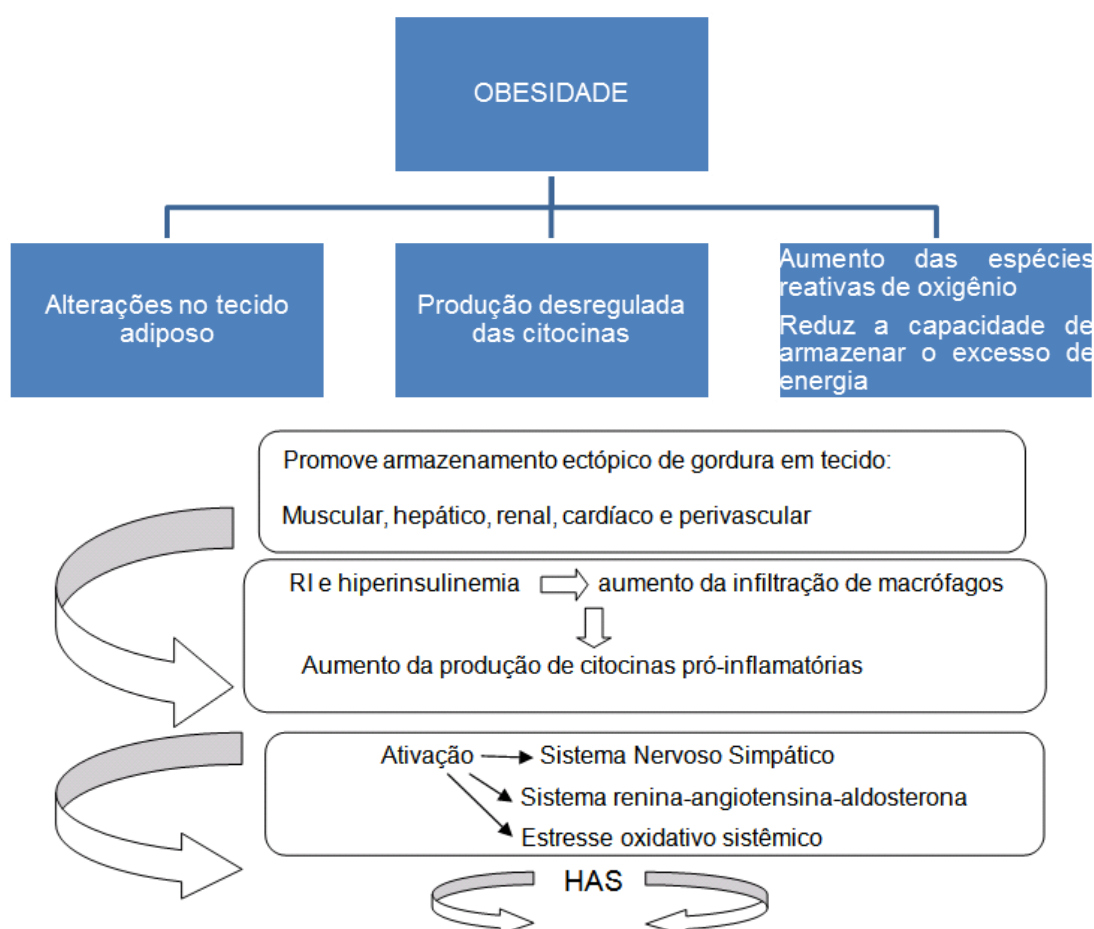 OBESIDADE
Alterações no tecido
adiposo
Produção desregulada
das citocinas
Aumento das espécies
reativas de oxigênio
Reduz a capacidade de
armazenar o excesso de
energia
Promove armazenamento ectópico de gordura em tecido:
Muscular, hepático, renal, cardíaco e perivascular
RI e hiperinsulinemia aumento da infiltração de macrófagos
Aumento da produção de citocinas pró-inflamatórias
Ativação Sistema Nervoso Simpático
Sistema renina-angiotensina-aldosterona
Estresse oxidativo sistêmico
HAS